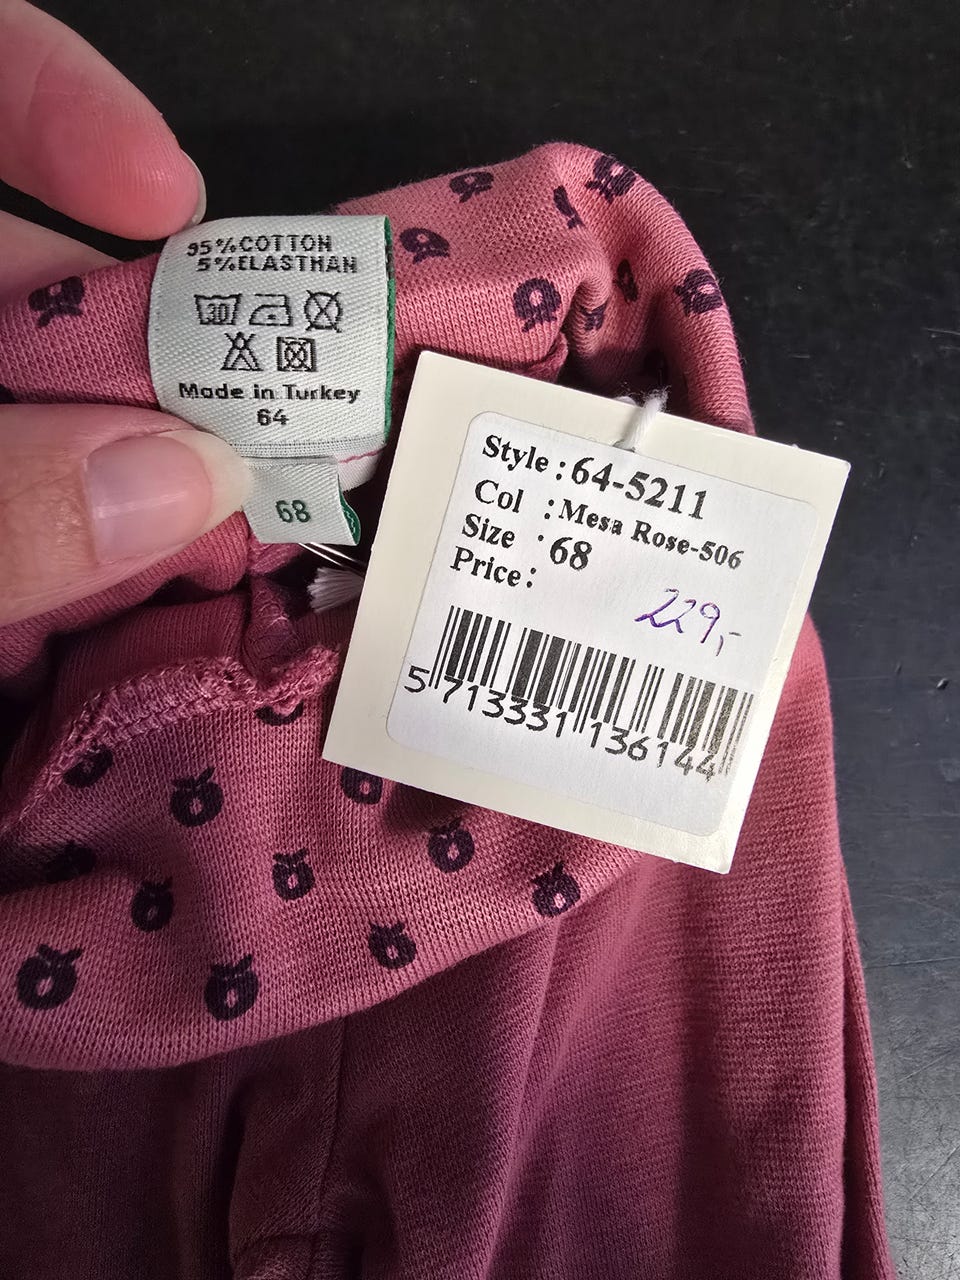 95%COTTON
5%ELASTHAN
30
Made in Turkey
64
68
Style : 64-5211
Col : Mesa Rose-506
Size : 68
Price :
229,-
5 713331 136144